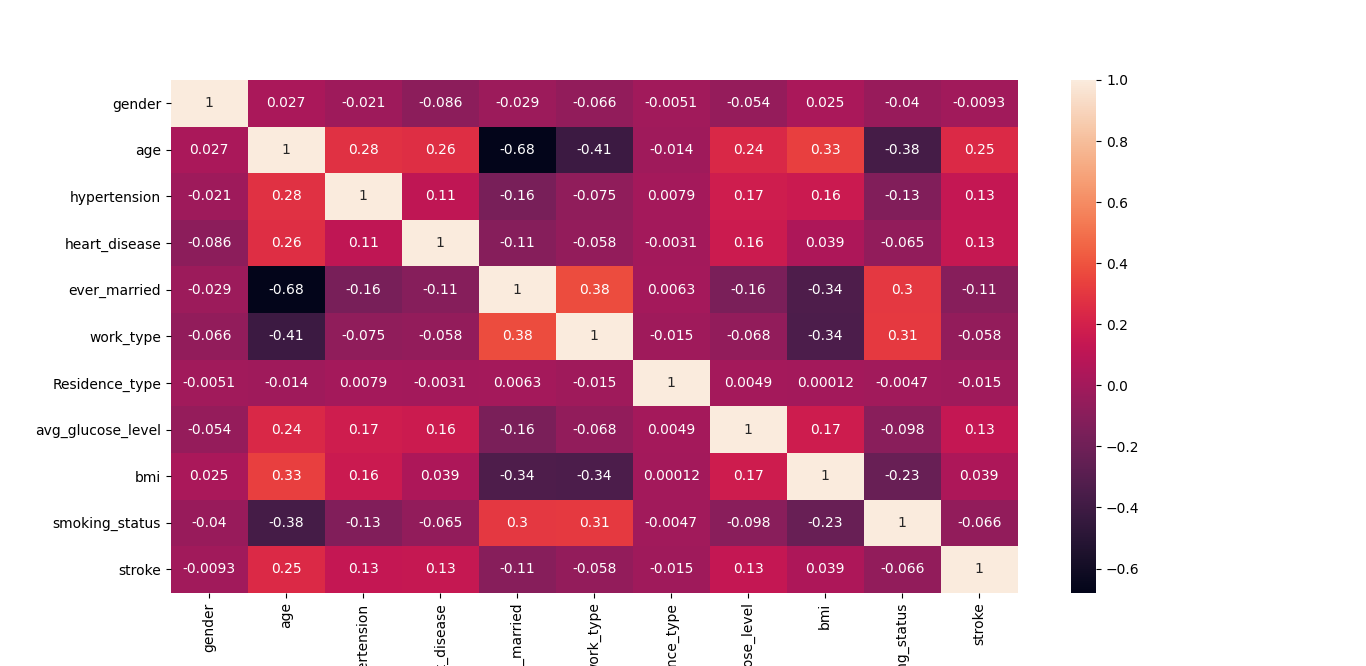 gender 1 0.027 -0.021 -0.086 -0.029 -0.066 -0.0051 -0.054 0.025 -0.04 -0.0093
age 0.027 1 0.28 0.26 -0.68 -0.41 -0.014 0.24 0.33 -0.38 0.25
hypertension -0.021 0.28 1 0.11 -0.16 -0.075 0.0079 0.17 0.16 -0.13 0.13
heart_disease -0.086 0.26 0.11 1 -0.11 -0.058 -0.0031 0.16 0.039 -0.065 0.13
ever_married -0.029 -0.68 -0.16 -0.11 1 0.38 0.0063 -0.16 -0.34 0.3 -0.11
work_type -0.066 -0.41 -0.075 -0.058 0.38 1 -0.015 -0.068 -0.34 0.31 -0.058
Residence_type -0.0051 -0.014 0.0079 -0.0031 0.0063 -0.015 1 0.0049 0.00012 -0.0047 -0.015
avg_glucose_level -0.054 0.24 0.17 0.16 -0.16 -0.068 0.0049 1 0.17 -0.098 0.13
bmi 0.025 0.33 0.16 0.039 -0.34 -0.34 0.00012 0.17 1 -0.23 0.039
smoking_status -0.04 -0.38 -0.13 -0.065 0.3 0.31 -0.0047 -0.098 -0.23 1 -0.066
stroke -0.0093 0.25 0.13 0.13 -0.11 -0.058 -0.015 0.13 0.039 -0.066 1
gender
age
ertension
_disease
_married
work_type
nce_type
ose_level
bmi
ng_status
stroke
1.0
0.8
0.6
0.4
0.2
0.0
−0.2
−0.4
−0.6